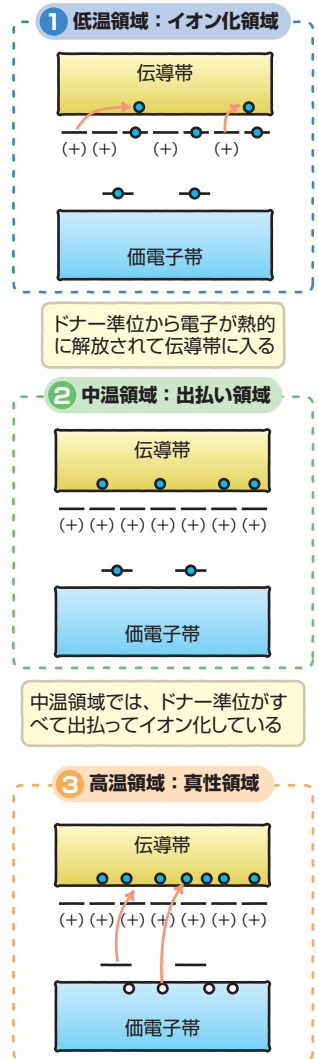 1 低温領域：イオン化領域
伝導帯
(+) (+) (+) (+)
価電子帯
ドナー準位から電子が熱的
に解放されて伝導帯に入る
2 中温領域：出払い領域
伝導帯
(+) (+) (+) (+) (+) (+) (+)
価電子帯
中温領域では、ドナー準位がす
べて出払ってイオン化している
3 高温領域：真性領域
伝導帯
(+) (+) (+) (+) (+) (+) (+)
価電子帯